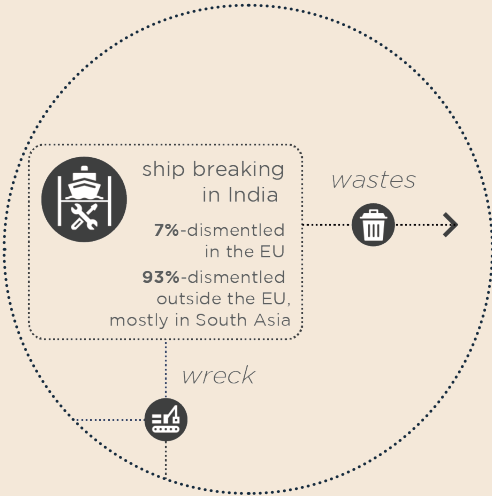 ship breaking
in India
wastes
7%-dismentled
in the EU
93%-dismentled
outside the EU,
mostly in South Asia
wreck